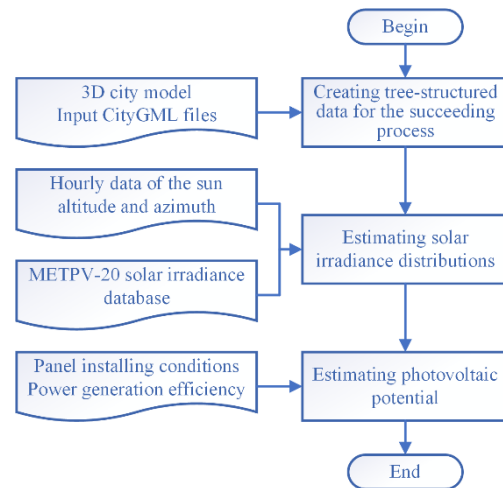 Begin
3D city model
Input CityGML files
Creating tree-structured
data for the succeeding
process
Hourly data of the sun
altitude and azimuth
METPV-20 solar irradiance
database
Estimating solar
irradiance distributions
Panel installing conditions
Power generation efficiency
Estimating photovoltaic
potential
End